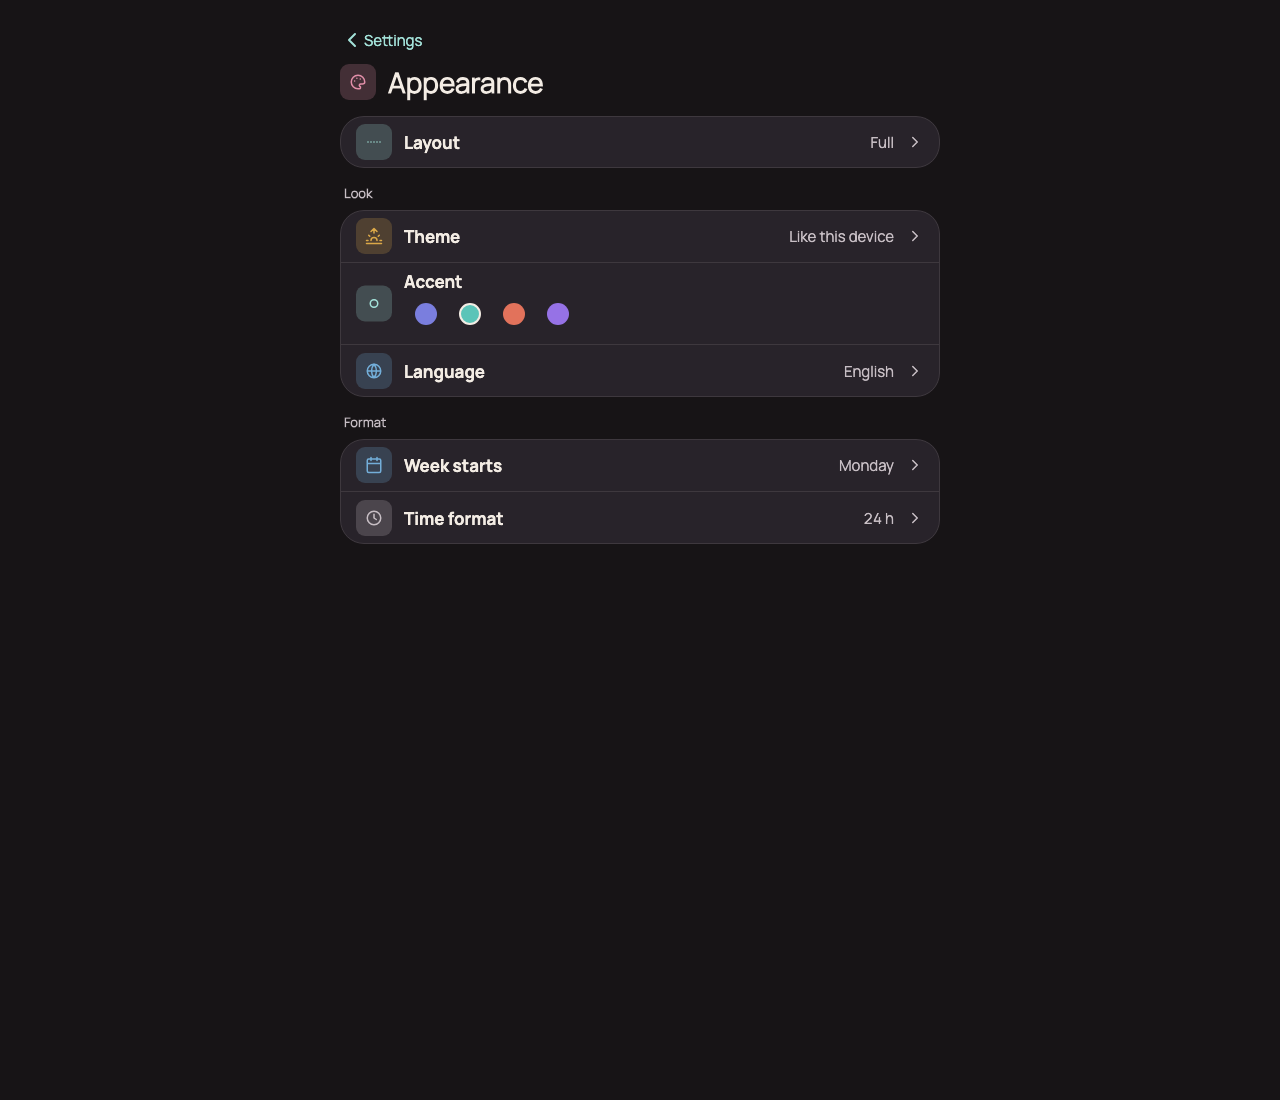 Settings
Appearance
Layout Full
Look
Theme Like this device
Accent
Language English
Format
Week starts Monday
Time format 24 h